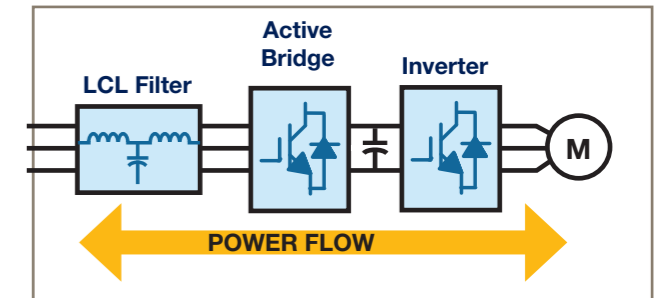 Active
Bridge
LCL Filter
Inverter
M
POWER FLOW